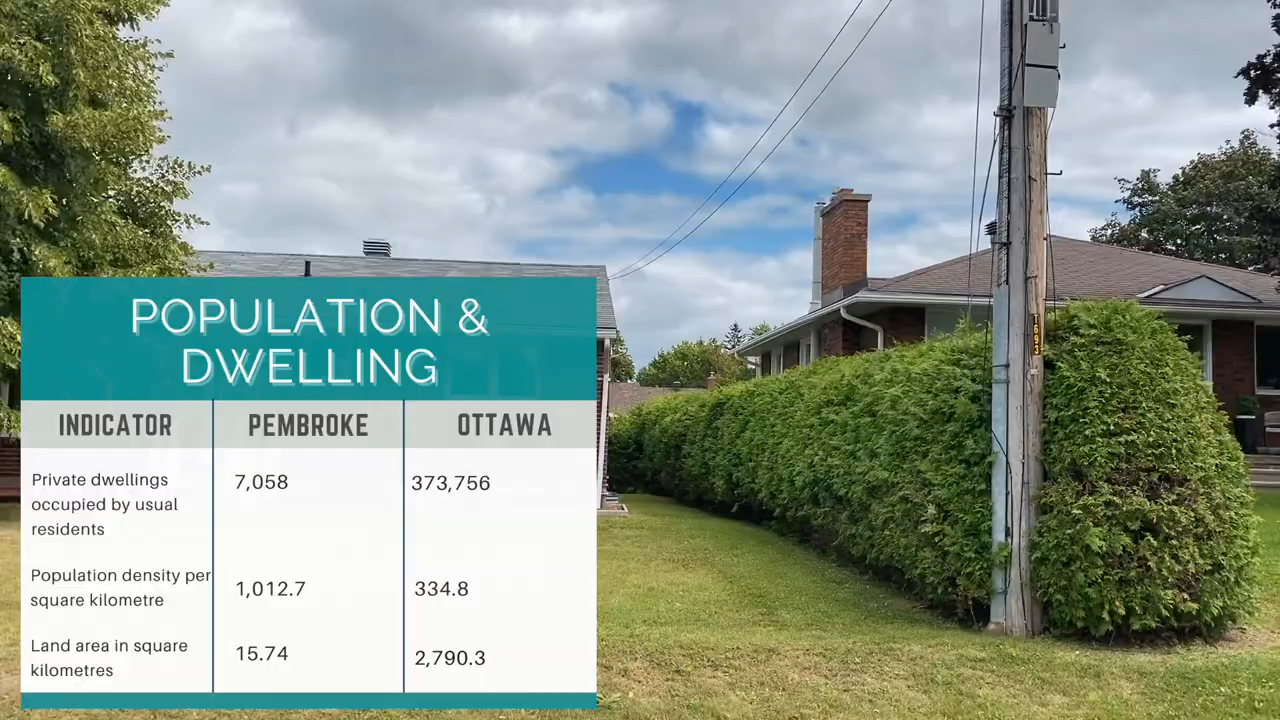 POPULATION &
DWELLING
INDICATOR PEMBROKE OTTAWA
Private dwellings
occupied by usual
residents
7,058 373,756
Population density per
square kilometre
1,012.7 334.8
Land area in square
kilometres
15.74 2,790.3
1693